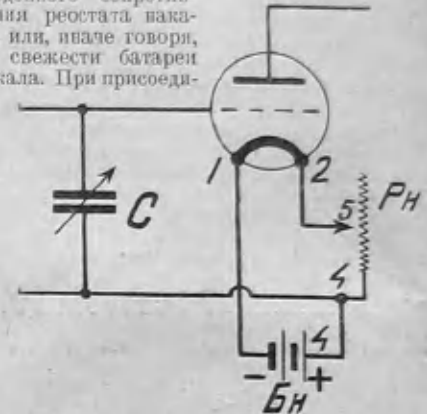 ния реостата нака-
или, иначе говоря,
свежести батареи
кала. При присоеди-
1
2
5
Рн
C
4
4
- Бн +